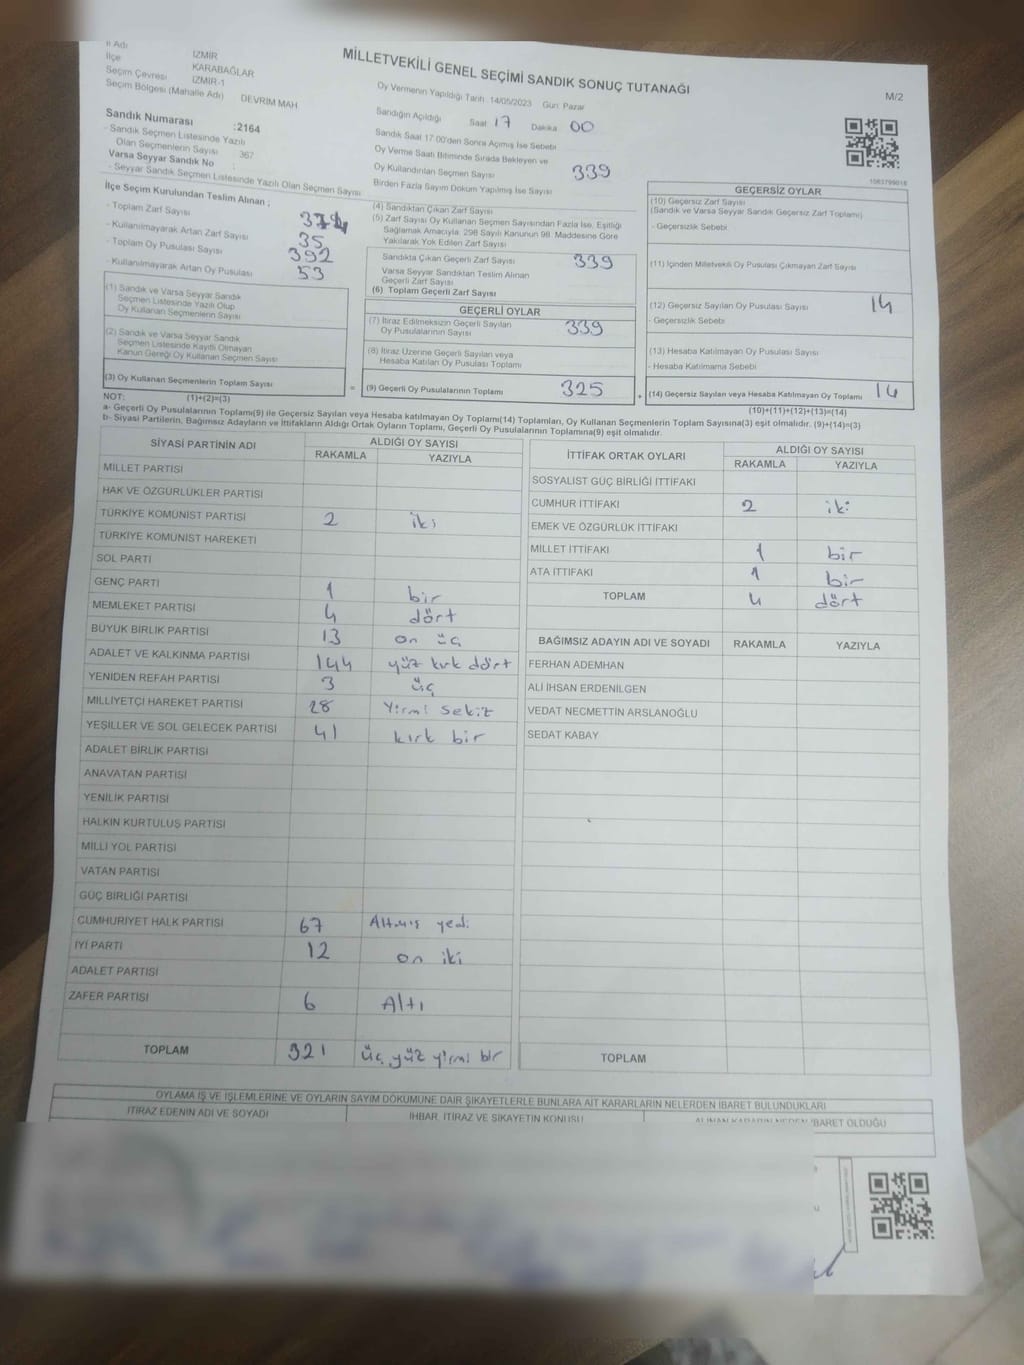 MİLLETVEKİLİ GENEL SEÇİMİ SANDIK SONUÇ TUTANAĞI
M/2
İl Adı İZMİR
İlçe KARABAĞLAR
Seçim Çevresi İZMİR-1
Seçim Bölgesi (Mahalle Adı) DEVRİM MAH
Sandık Numarası :2164
- Sandık Seçmen Listesinde Yazılı
Olan Seçmenlerin Sayısı : 367
Varsa Seyyar Sandık No :
- Seyyar Sandık Seçmen Listesinde Yazılı Olan Seçmen Sayısı
Oy Vermenin Yapıldığı Tarih 14/05/2023 Gün Pazar
Sandığın Açıldığı Saat 17 Dakika 00
Sandık Saat 17.00'den Sonra Açımış İse Sebebi
Oy Verme Saati Bitiminde Sırada Bekleyen ve
Oy Kullandırılan Seçmen Sayısı 339
Birden Fazla Sayım Döküm Yapılmış İse Sayısı
1083799018
İlçe Seçim Kurulundan Teslim Alınan ;
- Toplam Zarf Sayısı
- Kullanılmayarak Artan Zarf Sayısı 35
- Toplam Oy Pusulası Sayısı 392
- Kullanılmayarak Artan Oy Pusulası 53
(1) Sandık ve Varsa Seyyar Sandık
Seçmen Listesinde Yazılı Olup
Oy Kullanan Seçmenlerin Sayısı
(2) Sandık ve Varsa Seyyar Sandık
Seçmen Listesinde Kayıtlı Olmayan
Kanun Gereği Oy Kullanan Seçmen Sayısı
(3) Oy Kullanan Seçmenlerin Toplam Sayısı
(4) Sandıktan Çıkan Zarf Sayısı
(5) Zarf Sayısı Oy Kullanan Seçmen Sayısından Fazla İse, Eşitliği
Sağlamak Amacıyla; 298 Sayılı Kanunun 98. Maddesine Göre
Yakılarak Yok Edilen Zarf Sayısı
Sandıkta Çıkan Geçerli Zarf Sayısı 339
Varsa Seyyar Sandıktan Teslim Alınan
Geçerli Zarf Sayısı
(6) Toplam Geçerli Zarf Sayısı
GEÇERLİ OYLAR
(7) İtiraz Edilmeksizin Geçerli Sayılan
Oy Pusulalarının Sayısı 339
(8) İtiraz Üzerine Geçerli Sayılan veya
Hesaba Katılan Oy Pusulası Toplamı
= (9) Geçerli Oy Pusulalarının Toplamı 325
GEÇERSİZ OYLAR
(10) Geçersiz Zarf Sayısı
(Sandık ve Varsa Seyyar Sandık Geçersiz Zarf Toplamı)
- Geçersizlik Sebebi
(11) İçinden Milletvekili Oy Pusulası Çıkmayan Zarf Sayısı
(12) Geçersiz Sayılan Oy Pusulası Sayısı 14
- Geçersizlik Sebebi
(13) Hesaba Katılmayan Oy Pusulası Sayısı
- Hesaba Katılmama Sebebi
+ (14) Geçersiz Sayılan veya Hesaba Katılmayan Oy Toplamı 14
NOT: (1)+(2)=(3) (10)+(11)+(12)+(13)=(14)
a- Geçerli Oy Pusulalarının Toplamı(9) ile Geçersiz Sayılan veya Hesaba katılmayan Oy Toplamı(14) Toplamları, Oy Kullanan Seçmenlerin Toplam Sayısına(3) eşit olmalıdır. (9)+(14)=(3)
b- Siyasi Partilerin, Bağımsız Adayların ve İttifakların Aldığı Ortak Oyların Toplamı, Geçerli Oy Pusulalarının Toplamına(9) eşit olmalıdır.
SİYASİ PARTİNİN ADI ALDIĞI OY SAYISI
RAKAMLA YAZIYLA
MİLLET PARTİSİ
HAK VE ÖZGÜRLÜKLER PARTİSİ
TÜRKİYE KOMÜNİST PARTİSİ 2 iki
TÜRKİYE KOMÜNİST HAREKETİ
SOL PARTİ
GENÇ PARTİ 1 bir
MEMLEKET PARTİSİ 4 dört
BÜYÜK BİRLİK PARTİSİ 13 on üç
ADALET VE KALKINMA PARTİSİ 144 yüz kırk dört
YENİDEN REFAH PARTİSİ 3 üç
MİLLİYETÇİ HAREKET PARTİSİ 28 Yirmi sekiz
YEŞİLLER VE SOL GELECEK PARTİSİ 41 kırk bir
ADALET BİRLİK PARTİSİ
ANAVATAN PARTİSİ
YENİLİK PARTİSİ
HALKIN KURTULUŞ PARTİSİ
MİLLİ YOL PARTİSİ
VATAN PARTİSİ
GÜÇ BİRLİĞİ PARTİSİ
CUMHURİYET HALK PARTİSİ 67 Altmış yedi
İYİ PARTİ 12 on iki
ADALET PARTİSİ
ZAFER PARTİSİ 6 Altı
TOPLAM 321 üç yüz yirmi bir
İTTİFAK ORTAK OYLARI ALDIĞI OY SAYISI
RAKAMLA YAZIYLA
SOSYALİST GÜÇ BİRLİĞİ İTTİFAKI
CUMHUR İTTİFAKI 2 iki
EMEK VE ÖZGÜRLÜK İTTİFAKI
MİLLET İTTİFAKI 1 bir
ATA İTTİFAKI 1 bir
TOPLAM 4 dört
BAĞIMSIZ ADAYIN ADI VE SOYADI RAKAMLA YAZIYLA
FERHAN ADEMHAN
ALİ İHSAN ERDENİLGEN
VEDAT NECMETTİN ARSLANOĞLU
SEDAT KABAY
TOPLAM
OYLAMA İŞ VE İŞLEMLERİNE VE OYLARIN SAYIM DÖKÜMÜNE DAİR ŞİKAYETLERLE BUNLARA AİT KARARLARIN NELERDEN İBARET BULUNDUKLARI
İTİRAZ EDENİN ADI VE SOYADI İHBAR, İTİRAZ VE ŞİKAYETİN KONUSU ALINAN KARARIN NEDEN İBARET OLDUĞU